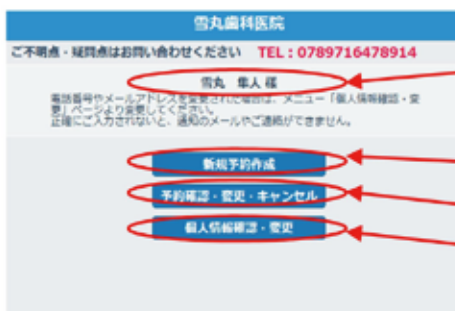 雪丸歯科医院
ご不明点・疑問点はお問い合わせください TEL：0789716478914
雪丸 隼人 様
電話番号やメールアドレスを変更された場合は、メニュー「個人情報確認・変
更」ページより変更してください。
正確にご入力されないと、通知のメールやご連絡ができません。
新規予約作成
予約確認・変更・キャンセル
個人情報確認・変更